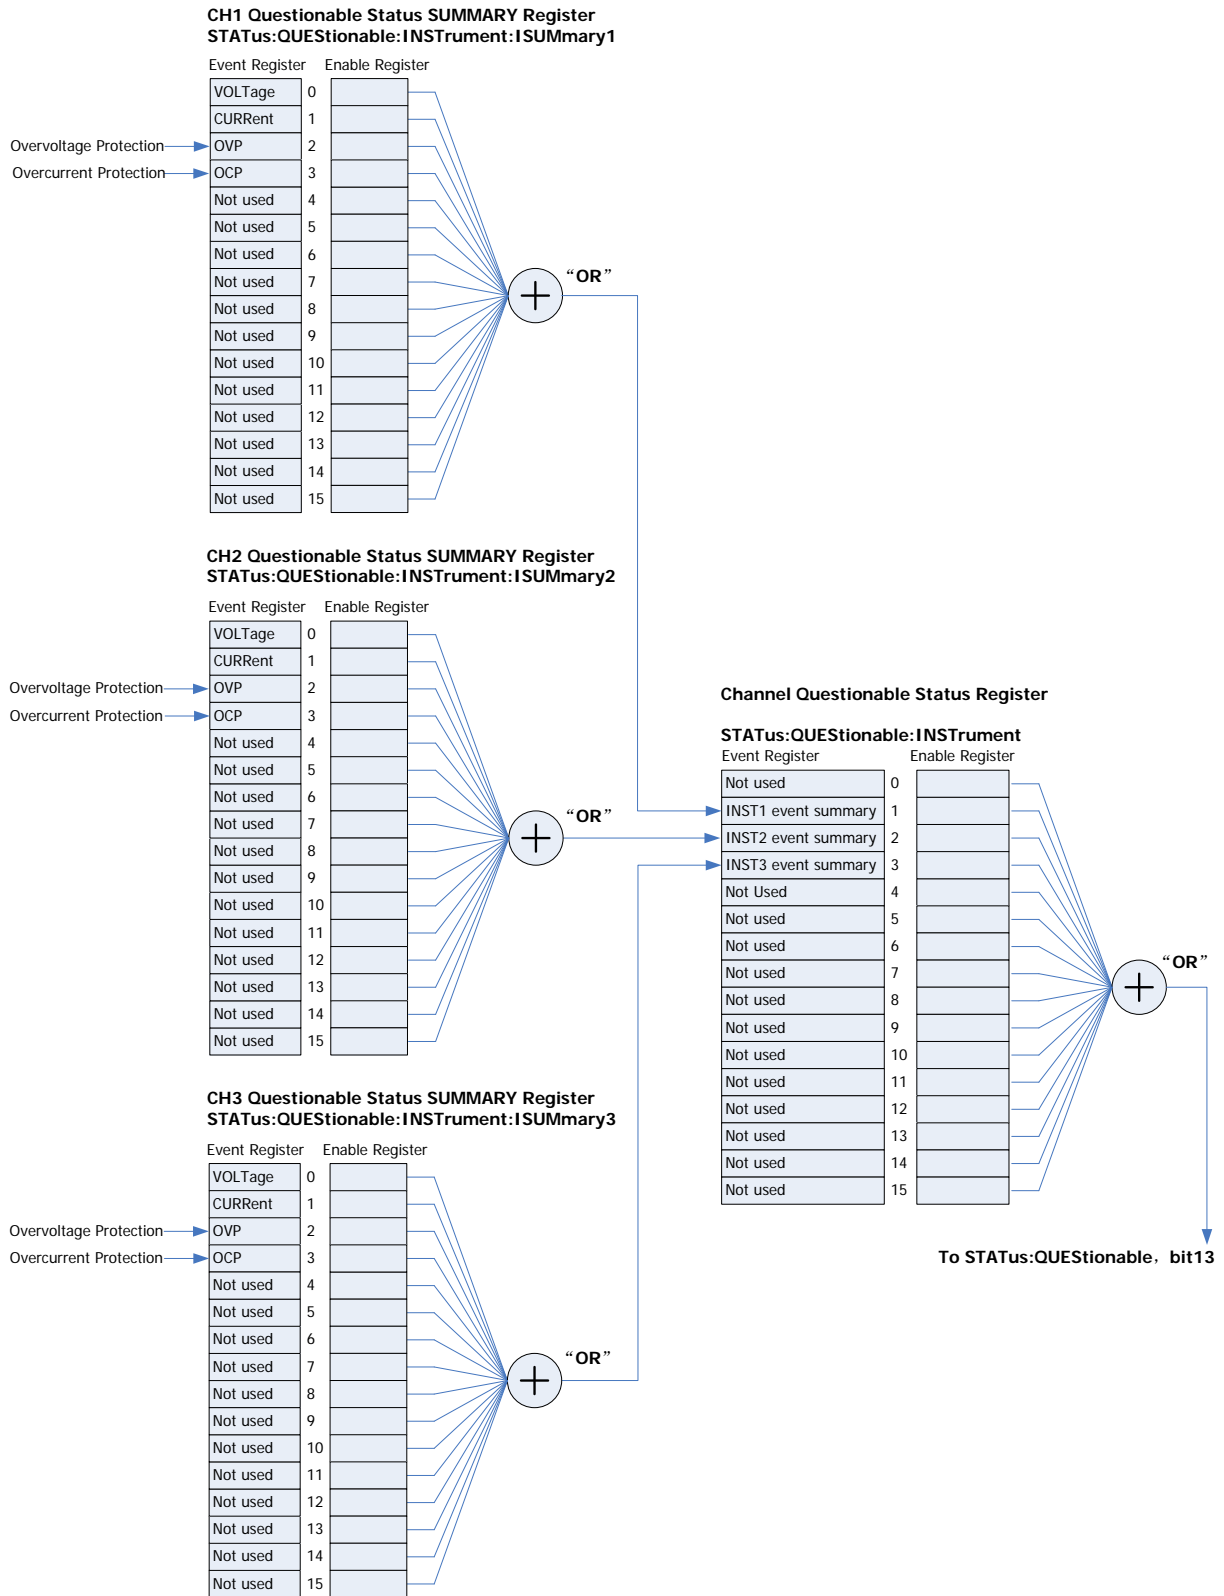 CH1 Questionable Status SUMMARY Register
STATus:QUEStionable:INSTrument:ISUMmary1
Event Register Enable Register
VOLTage 0
CURRent 1
Overvoltage Protection OVP 2
Overcurrent Protection OCP 3
Not used 4
Not used 5
Not used 6
Not used 7
Not used 8
Not used 9
Not used 10
Not used 11
Not used 12
Not used 13
Not used 14
Not used 15
“OR”
CH2 Questionable Status SUMMARY Register
STATus:QUEStionable:INSTrument:ISUMmary2
Event Register Enable Register
VOLTage 0
CURRent 1
Overvoltage Protection OVP 2
Overcurrent Protection OCP 3
Not used 4
Not used 5
Not used 6
Not used 7
Not used 8
Not used 9
Not used 10
Not used 11
Not used 12
Not used 13
Not used 14
Not used 15
“OR”
CH3 Questionable Status SUMMARY Register
STATus:QUEStionable:INSTrument:ISUMmary3
Event Register Enable Register
VOLTage 0
CURRent 1
Overvoltage Protection OVP 2
Overcurrent Protection OCP 3
Not used 4
Not used 5
Not used 6
Not used 7
Not used 8
Not used 9
Not used 10
Not used 11
Not used 12
Not used 13
Not used 14
Not used 15
“OR”
Channel Questionable Status Register
STATus:QUEStionable:INSTrument
Event Register Enable Register
Not used 0
INST1 event summary 1
INST2 event summary 2
INST3 event summary 3
Not Used 4
Not used 5
Not used 6
Not used 7
Not used 8
Not used 9
Not used 10
Not used 11
Not used 12
Not used 13
Not used 14
Not used 15
“OR”
To STATus:QUEStionable，bit13